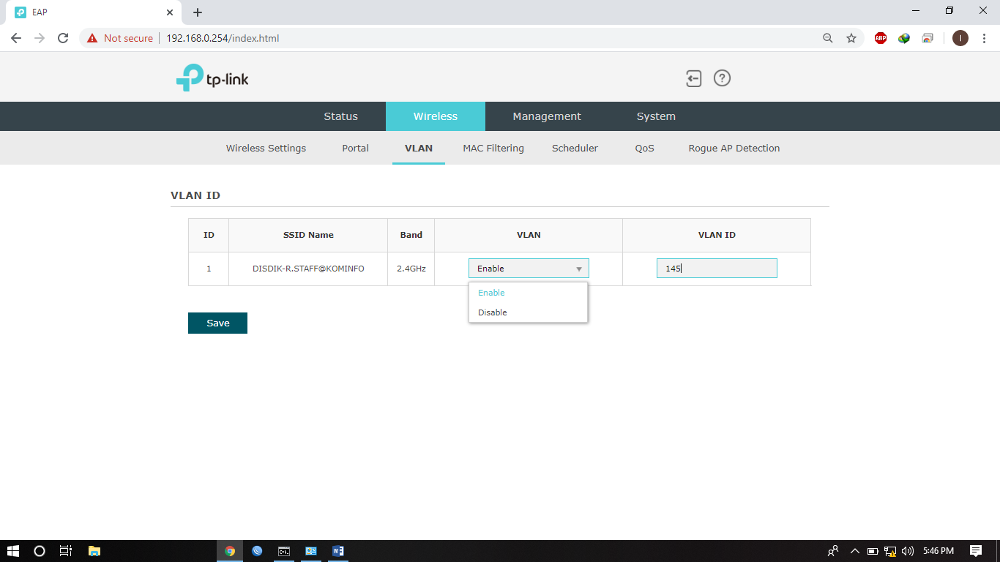 EAP
Not secure 192.168.0.254/index.html
ABP
I
tp-link
Status Wireless Management System
Wireless Settings Portal VLAN MAC Filtering Scheduler QoS Rogue AP Detection
VLAN ID
ID SSID Name Band VLAN VLAN ID
1 DISDIK-R.STAFF@KOMINFO 2.4GHz Enable 145
Enable
Disable
Save
5:46 PM